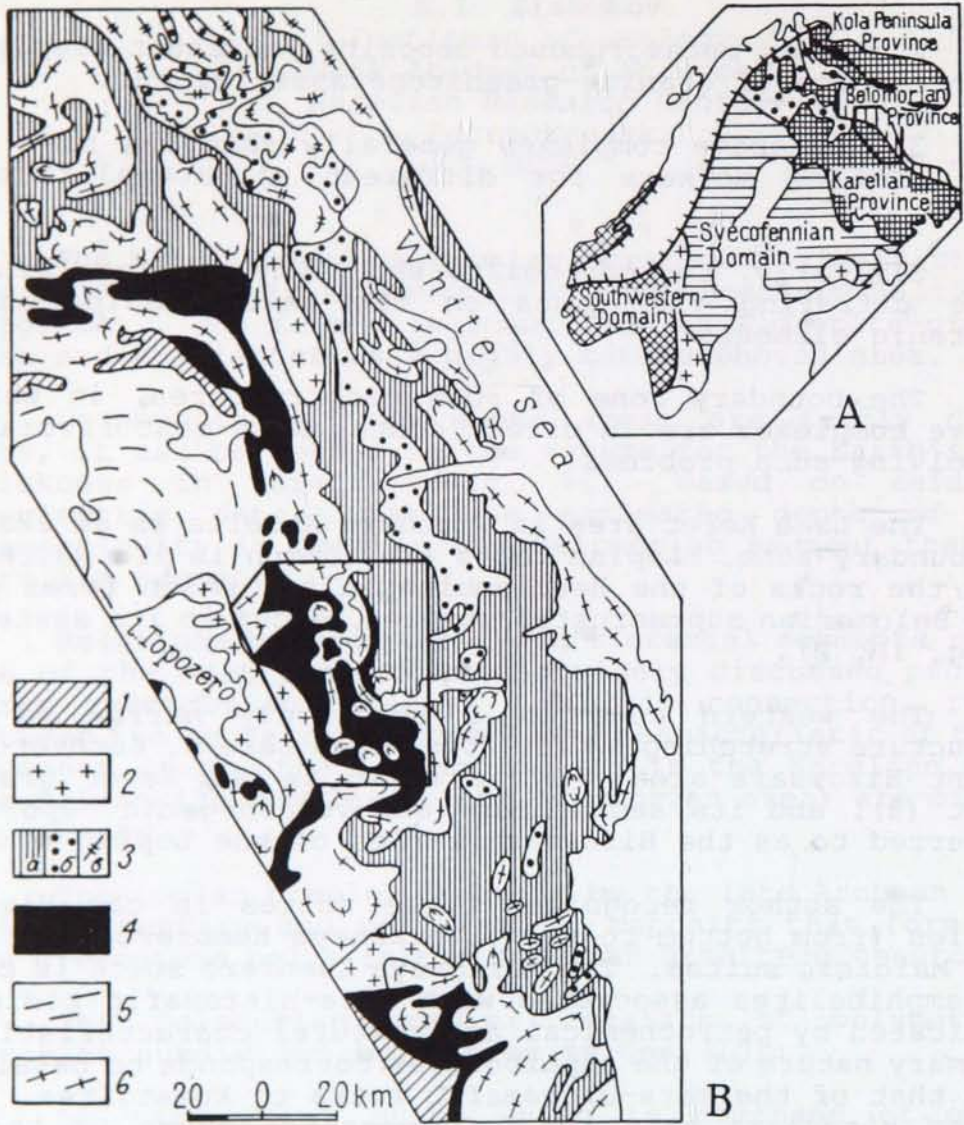 Kola Peninsula
Province
Belomorian
Province
Karelian
Province
Svecofennian
Domain
Southwestern
Domain
A
White Sea
L. Topozero
1
2
а б в 3
4
5
6
20 0 20km
B